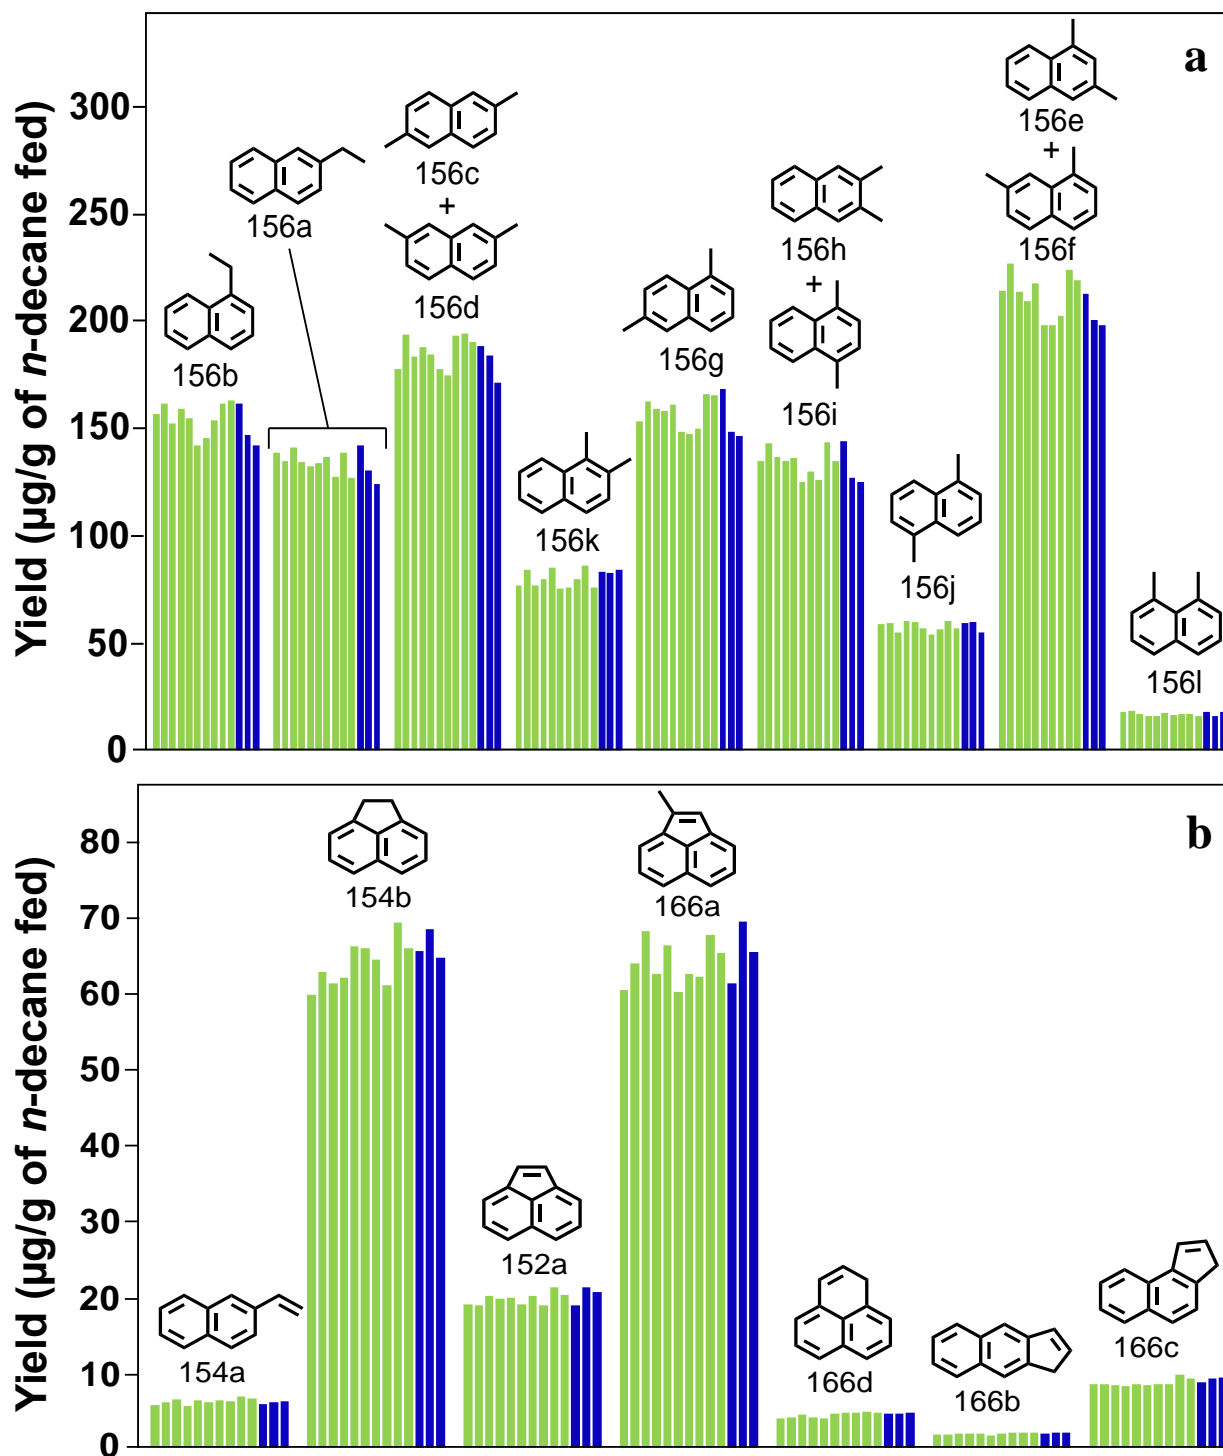 a
Yield (µg/g of n-decane fed)
300
250
200
150
100
50
0
156b
156a
156c
+
156d
156k
156g
156h
+
156i
156j
156e
+
156f
156l
b
Yield (µg/g of n-decane fed)
80
70
60
50
40
30
20
10
0
154a
154b
152a
166a
166d
166b
166c